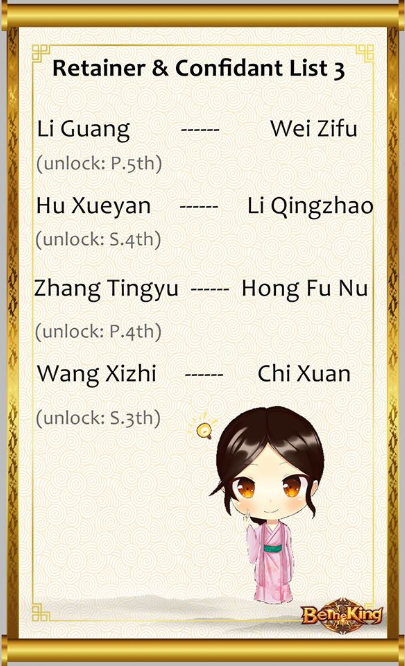 Retainer & Confidant List 3
Li Guang ------ Wei Zifu
(unlock: P.5th)
Hu Xueyan ------ Li Qingzhao
(unlock: S.4th)
Zhang Tingyu ------ Hong Fu Nu
(unlock: P.4th)
Wang Xizhi ------ Chi Xuan
(unlock: S.3th)
Be The King